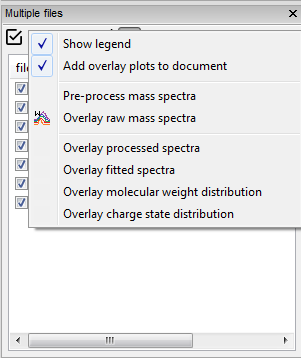 Multiple files
Show legend
Add overlay plots to document
file
Pre-process mass spectra
Overlay raw mass spectra
Overlay processed spectra
Overlay fitted spectra
Overlay molecular weight distribution
Overlay charge state distribution